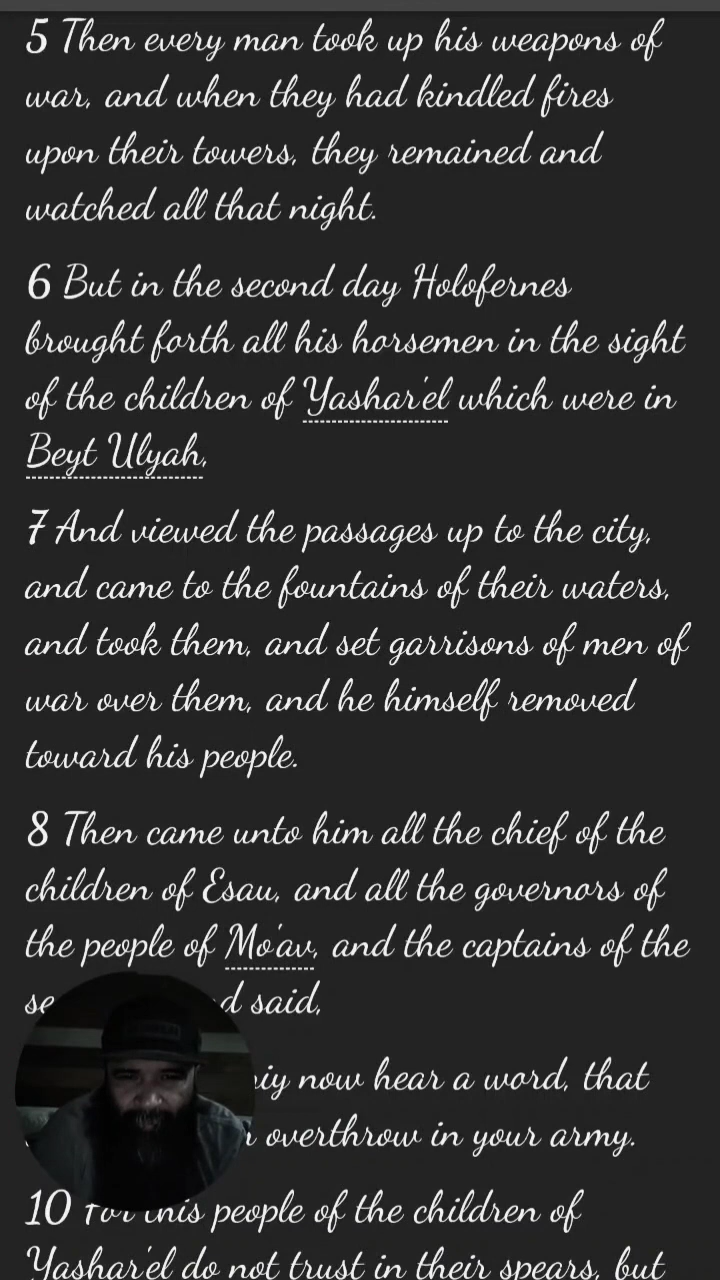 5 Then every man took up his weapons of
war, and when they had kindled fires
upon their towers, they remained and
watched all that night.
6 But in the second day Holofernes
brought forth all his horsemen in the sight
of the children of Yashar'el which were in
Beyt Ulyah,
7 And viewed the passages up to the city,
and came to the fountains of their waters,
and took them, and set garrisons of men of
war over them, and he himself removed
toward his people.
8 Then came unto him all the chief of the
children of Esau, and all the governors of
the people of Mo'av, and the captains of the
said,
now hear a word, that
overthrow in your army.
10 For this people of the children of
Yashar'el do not trust in their spears, but